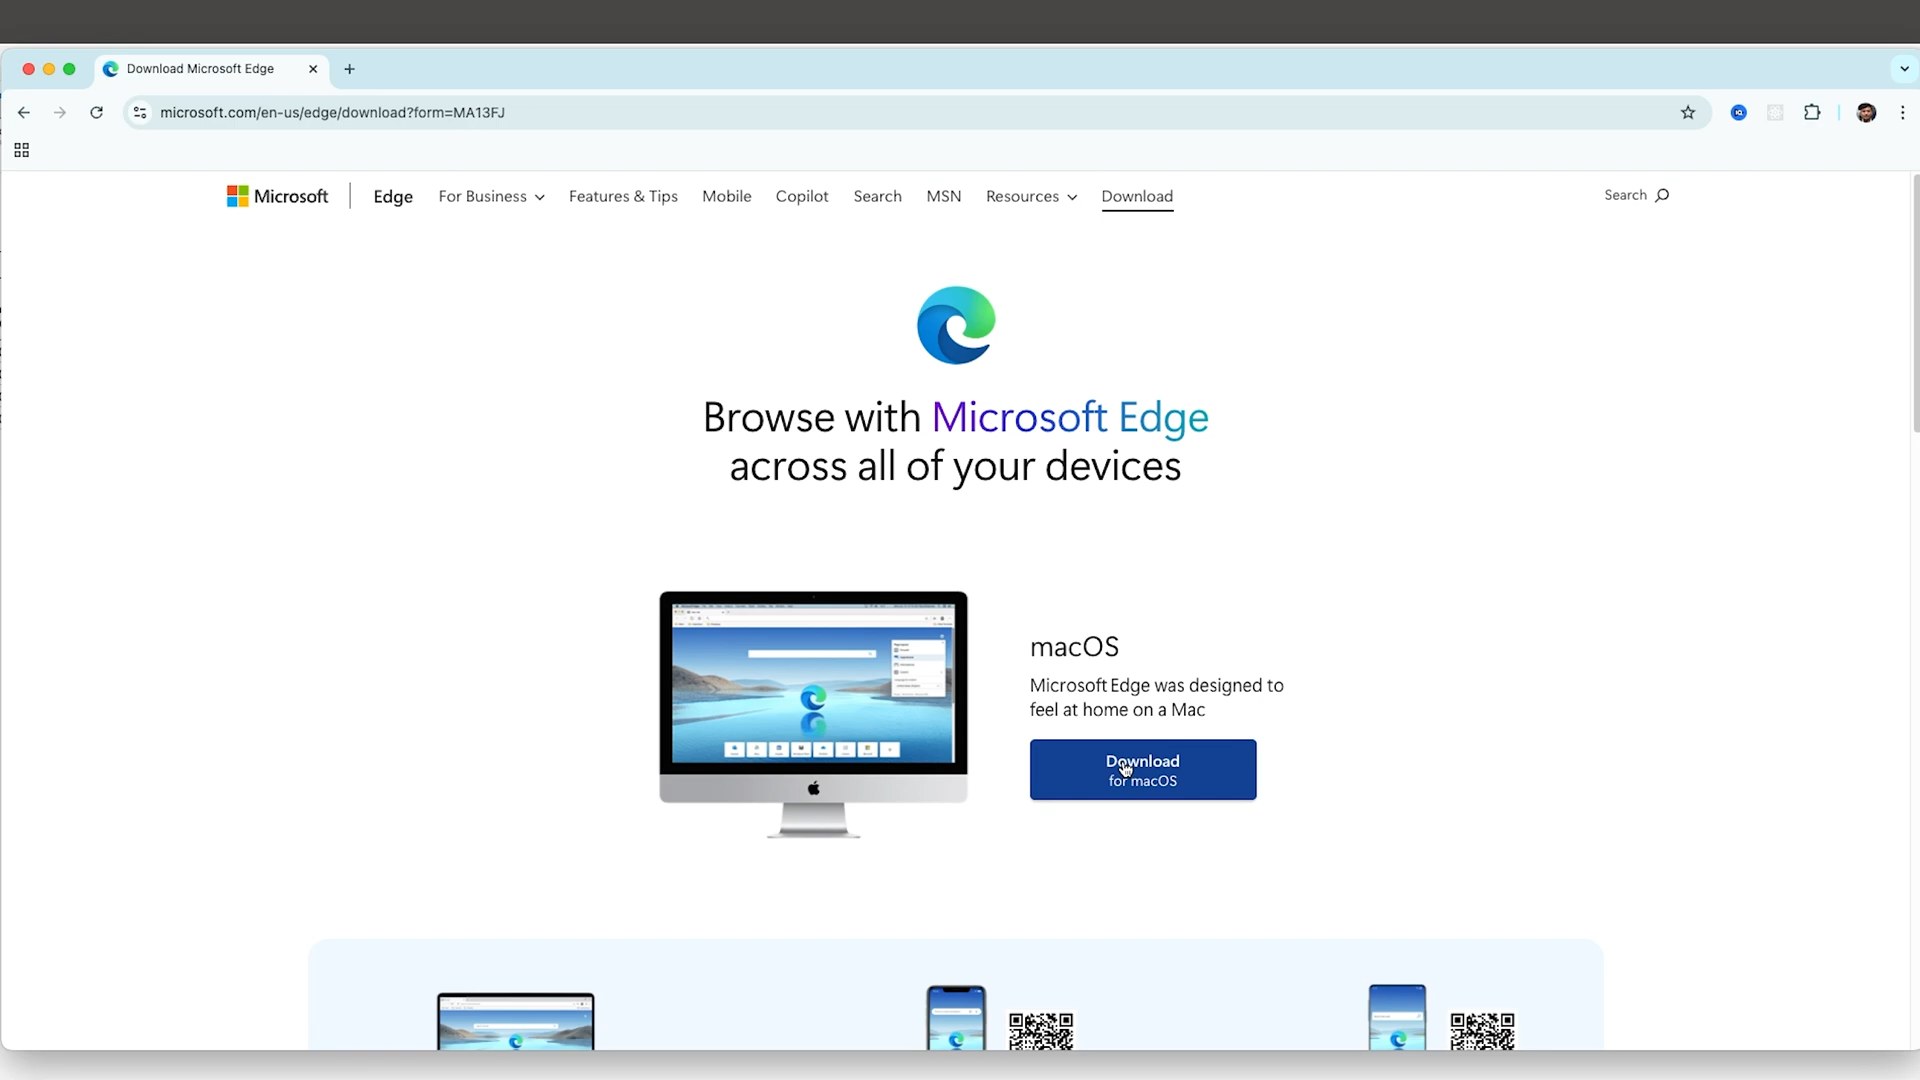 Download Microsoft Edge
microsoft.com/en-us/edge/download?form=MA13FJ
Microsoft
Edge
For Business
Features & Tips
Mobile
Copilot
Search
MSN
Resources
Download
Search
Browse with Microsoft Edge
across all of your devices
macOS
Microsoft Edge was designed to
feel at home on a Mac
Download
for macOS